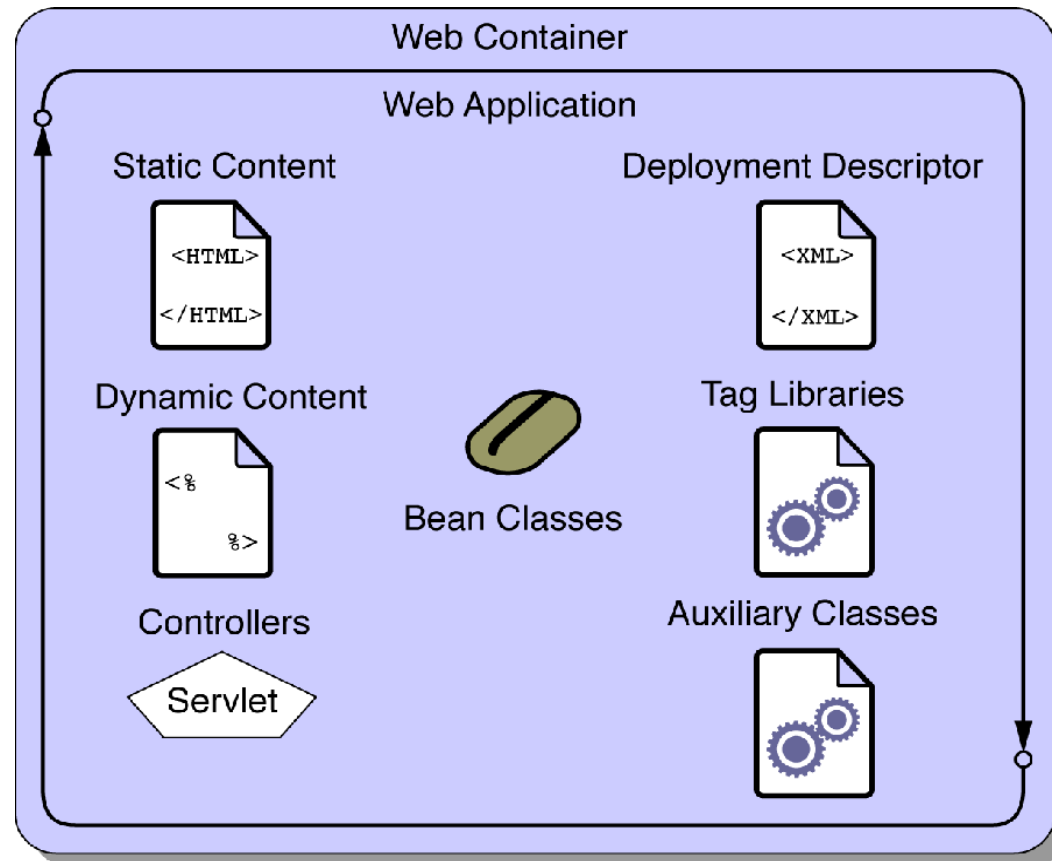 Web Container
Web Application
Static Content
<HTML>
</HTML>
Deployment Descriptor
<XML>
</XML>
Dynamic Content
<%
%>
Bean Classes
Tag Libraries
Controllers
Servlet
Auxiliary Classes